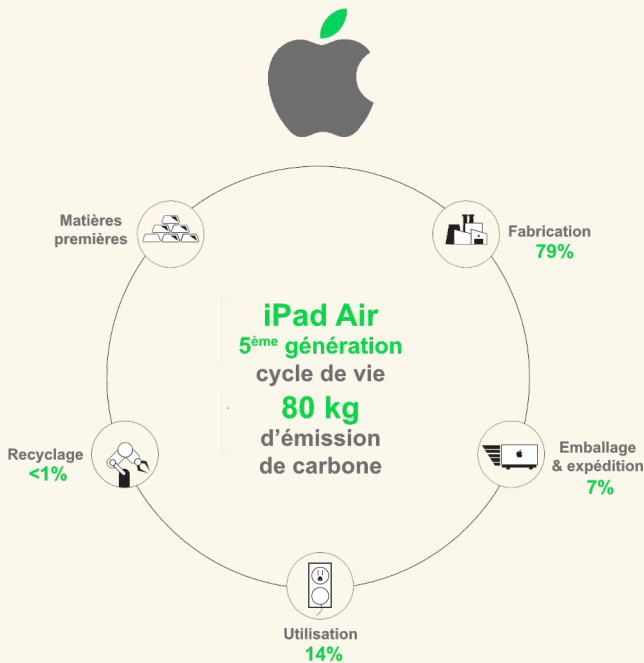 Matières
premières
Fabrication
79%
iPad Air
5ème génération
cycle de vie
80 kg
d'émission
de carbone
Recyclage
<1%
Emballage
& expédition
7%
Utilisation
14%